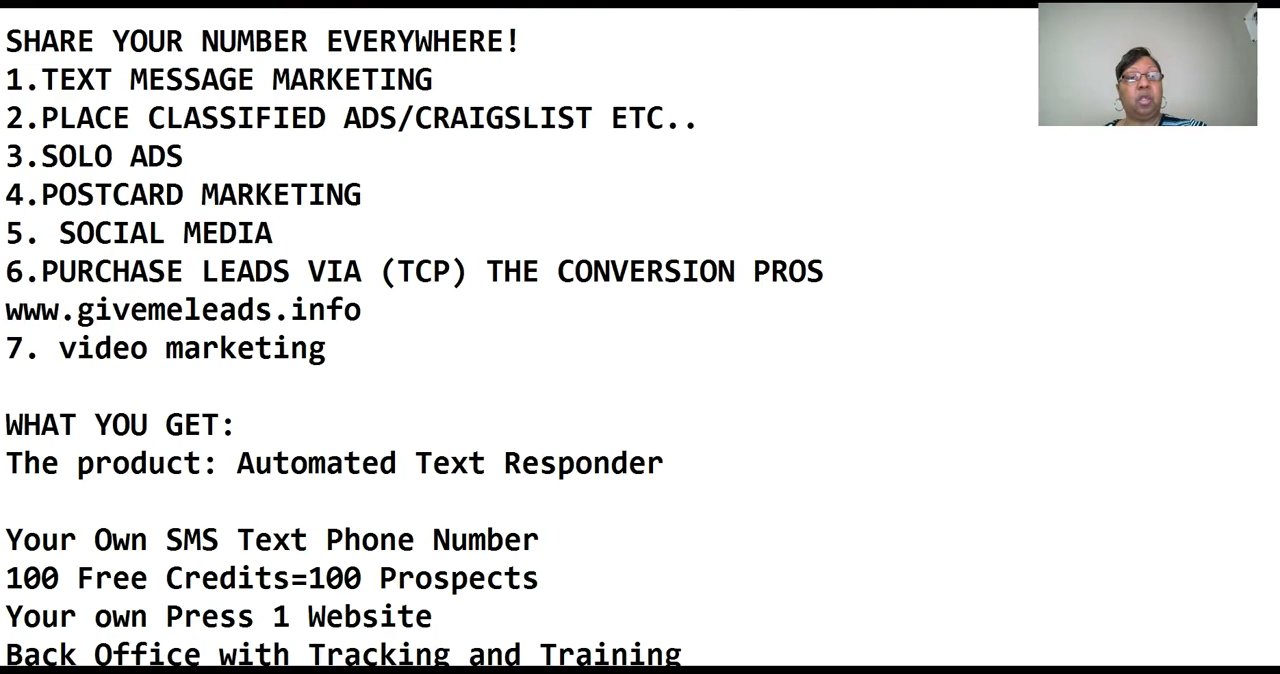 SHARE YOUR NUMBER EVERYWHERE!
1.TEXT MESSAGE MARKETING
2.PLACE CLASSIFIED ADS/CRAIGSLIST ETC..
3.SOLO ADS
4.POSTCARD MARKETING
5. SOCIAL MEDIA
6.PURCHASE LEADS VIA (TCP) THE CONVERSION PROS
www.givemeleads.info
7. video marketing
WHAT YOU GET:
The product: Automated Text Responder
Your Own SMS Text Phone Number
100 Free Credits=100 Prospects
Your own Press 1 Website
Back Office with Tracking and Training